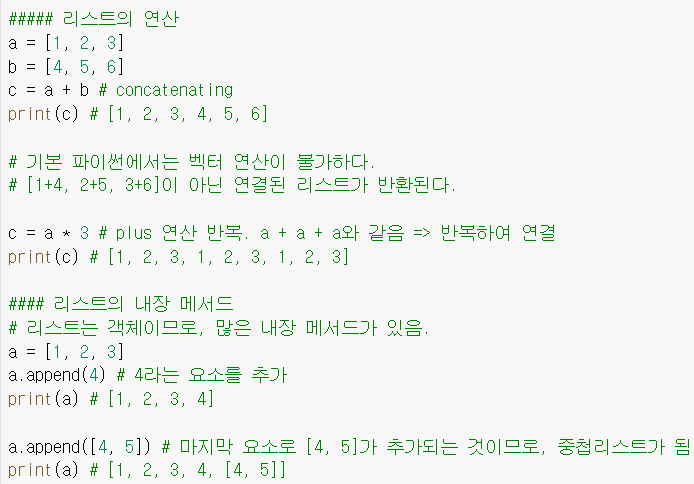 ##### 리스트의 연산
a = [1, 2, 3]
b = [4, 5, 6]
c = a + b # concatenating
print(c) # [1, 2, 3, 4, 5, 6]
# 기본 파이썬에서는 벡터 연산이 불가하다.
# [1+4, 2+5, 3+6]이 아닌 연결된 리스트가 반환된다.
c = a * 3 # plus 연산 반복. a + a + a와 같음 => 반복하여 연결
print(c) # [1, 2, 3, 1, 2, 3, 1, 2, 3]
#### 리스트의 내장 메서드
# 리스트는 객체이므로, 많은 내장 메서드가 있음.
a = [1, 2, 3]
a.append(4) # 4라는 요소를 추가
print(a) # [1, 2, 3, 4]
a.append([4, 5]) # 마지막 요소로 [4, 5]가 추가되는 것이므로, 중첩리스트가 됨
print(a) # [1, 2, 3, 4, [4, 5]]